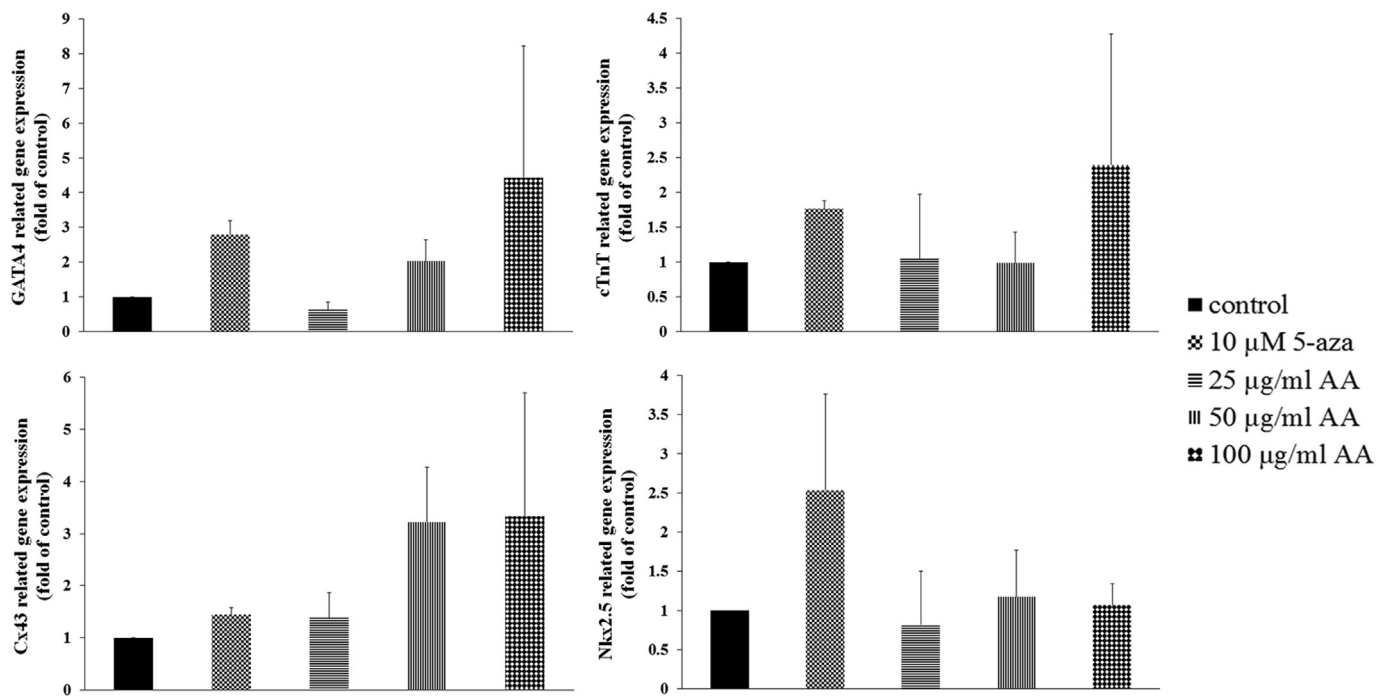 GATA4 related gene expression
(fold of control)
9
8
7
6
5
4
3
2
1
0
cTnT related gene expression
(fold of control)
4.5
4
3.5
3
2.5
2
1.5
1
0.5
0
Cx43 related gene expression
(fold of control)
6
5
4
3
2
1
0
Nkx2.5 related gene expression
(fold of control)
4
3.5
3
2.5
2
1.5
1
0.5
0
control
10 µM 5-aza
25 µg/ml AA
50 µg/ml AA
100 µg/ml AA